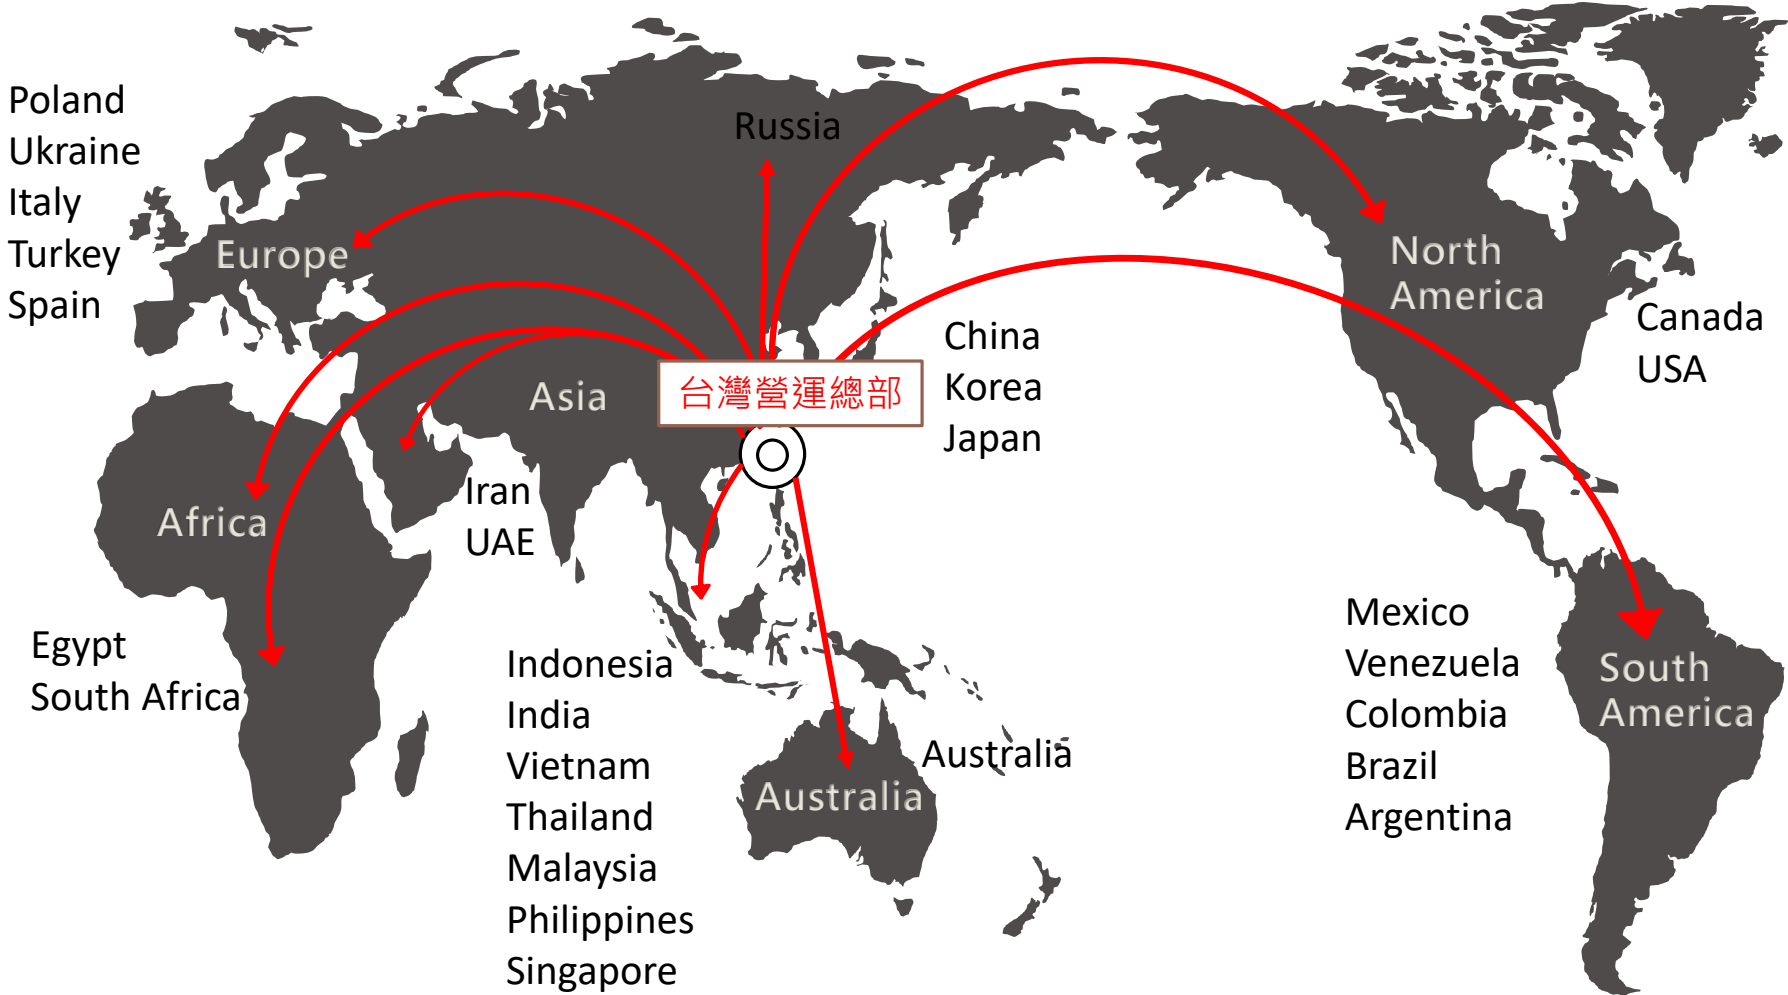 Poland
Ukraine
Italy
Turkey
Spain
Europe
Russia
North
America
Canada
USA
China
Korea
Japan
台灣營運總部
Asia
Africa
Iran
UAE
Egypt
South Africa
Indonesia
India
Vietnam
Thailand
Malaysia
Philippines
Singapore
Australia
Australia
Mexico
Venezuela
Colombia
Brazil
Argentina
South
America